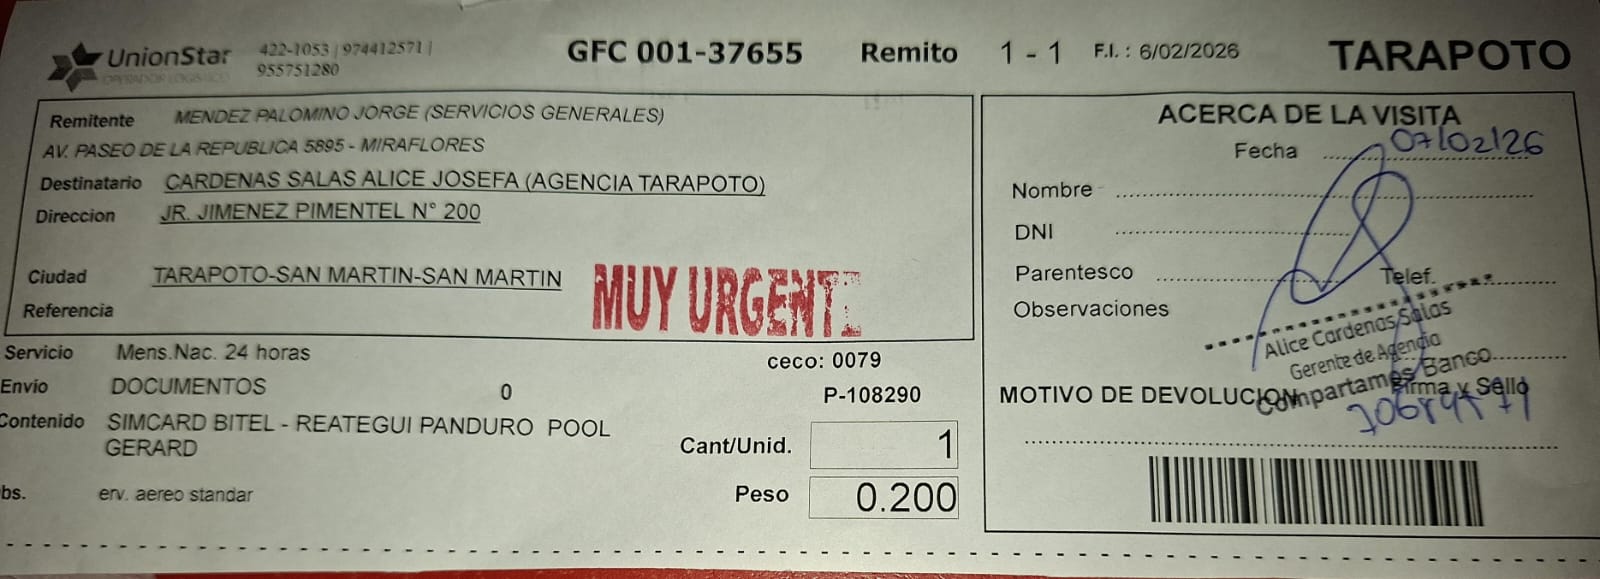 UnionStar
OPERADOR LOGISTICO
422-1053 | 974412571 |
955751280
GFC 001-37655 Remito 1 - 1 F.I. : 6/02/2026 TARAPOTO
Remitente MENDEZ PALOMINO JORGE (SERVICIOS GENERALES)
AV. PASEO DE LA REPUBLICA 5895 - MIRAFLORES
Destinatario CARDENAS SALAS ALICE JOSEFA (AGENCIA TARAPOTO)
Direccion JR. JIMENEZ PIMENTEL N° 200
Ciudad TARAPOTO-SAN MARTIN-SAN MARTIN
MUY URGENTE
Referencia
Servicio Mens.Nac. 24 horas
ceco: 0079
Envio DOCUMENTOS 0
P-108290
Contenido SIMCARD BITEL - REATEGUI PANDURO POOL
GERARD
Cant/Unid. 1
bs. erv. aereo standar
Peso 0.200
ACERCA DE LA VISITA
Fecha 07/02/26
Nombre
DNI
Parentesco Telef.
Observaciones
Alice Cardenas Salas
Gerente de Agencia
Compartamos Banco
Firma y Sello
MOTIVO DE DEVOLUCION